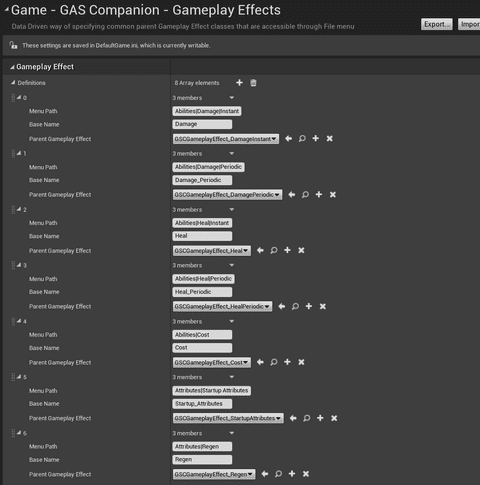 Game - GAS Companion - Gameplay Effects
Data Driven way of specifying common parent Gameplay Effect classes that are accessible through File menu
Export... Impor
These settings are saved in DefaultGame.ini, which is currently writable.
Gameplay Effect
Definitions 8 Array elements
0 3 members
Menu Path Abilities|Damage|Instant
Base Name Damage
Parent Gameplay Effect GSCGameplayEffect_DamageInstant
1 3 members
Menu Path Abilities|Damage|Periodic
Base Name Damage_Periodic
Parent Gameplay Effect GSCGameplayEffect_DamagePeriodic
2 3 members
Menu Path Abilities|Heal|Instant
Base Name Heal
Parent Gameplay Effect GSCGameplayEffect_Heal
3 3 members
Menu Path Abilities|Heal|Periodic
Base Name Heal_Periodic
Parent Gameplay Effect GSCGameplayEffect_HealPeriodic
4 3 members
Menu Path Abilities|Cost
Base Name Cost
Parent Gameplay Effect GSCGameplayEffect_Cost
5 3 members
Menu Path Attributes|Startup Attributes
Base Name Startup_Attributes
Parent Gameplay Effect GSCGameplayEffect_StartupAttributes
6 3 members
Menu Path Attributes|Regen
Base Name Regen
Parent Gameplay Effect GSCGameplayEffect_Regen